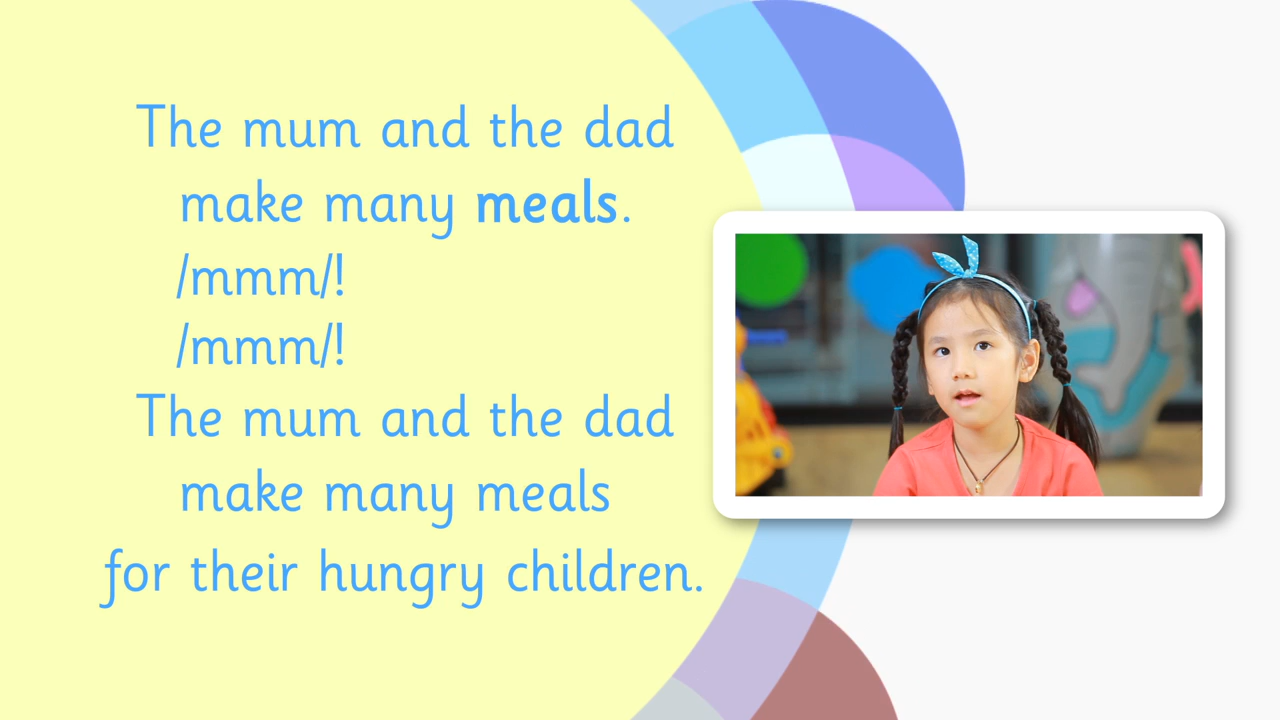 The mum and the dad
make many meals.
/mmm/!
/mmm/!
The mum and the dad
make many meals
for their hungry children.